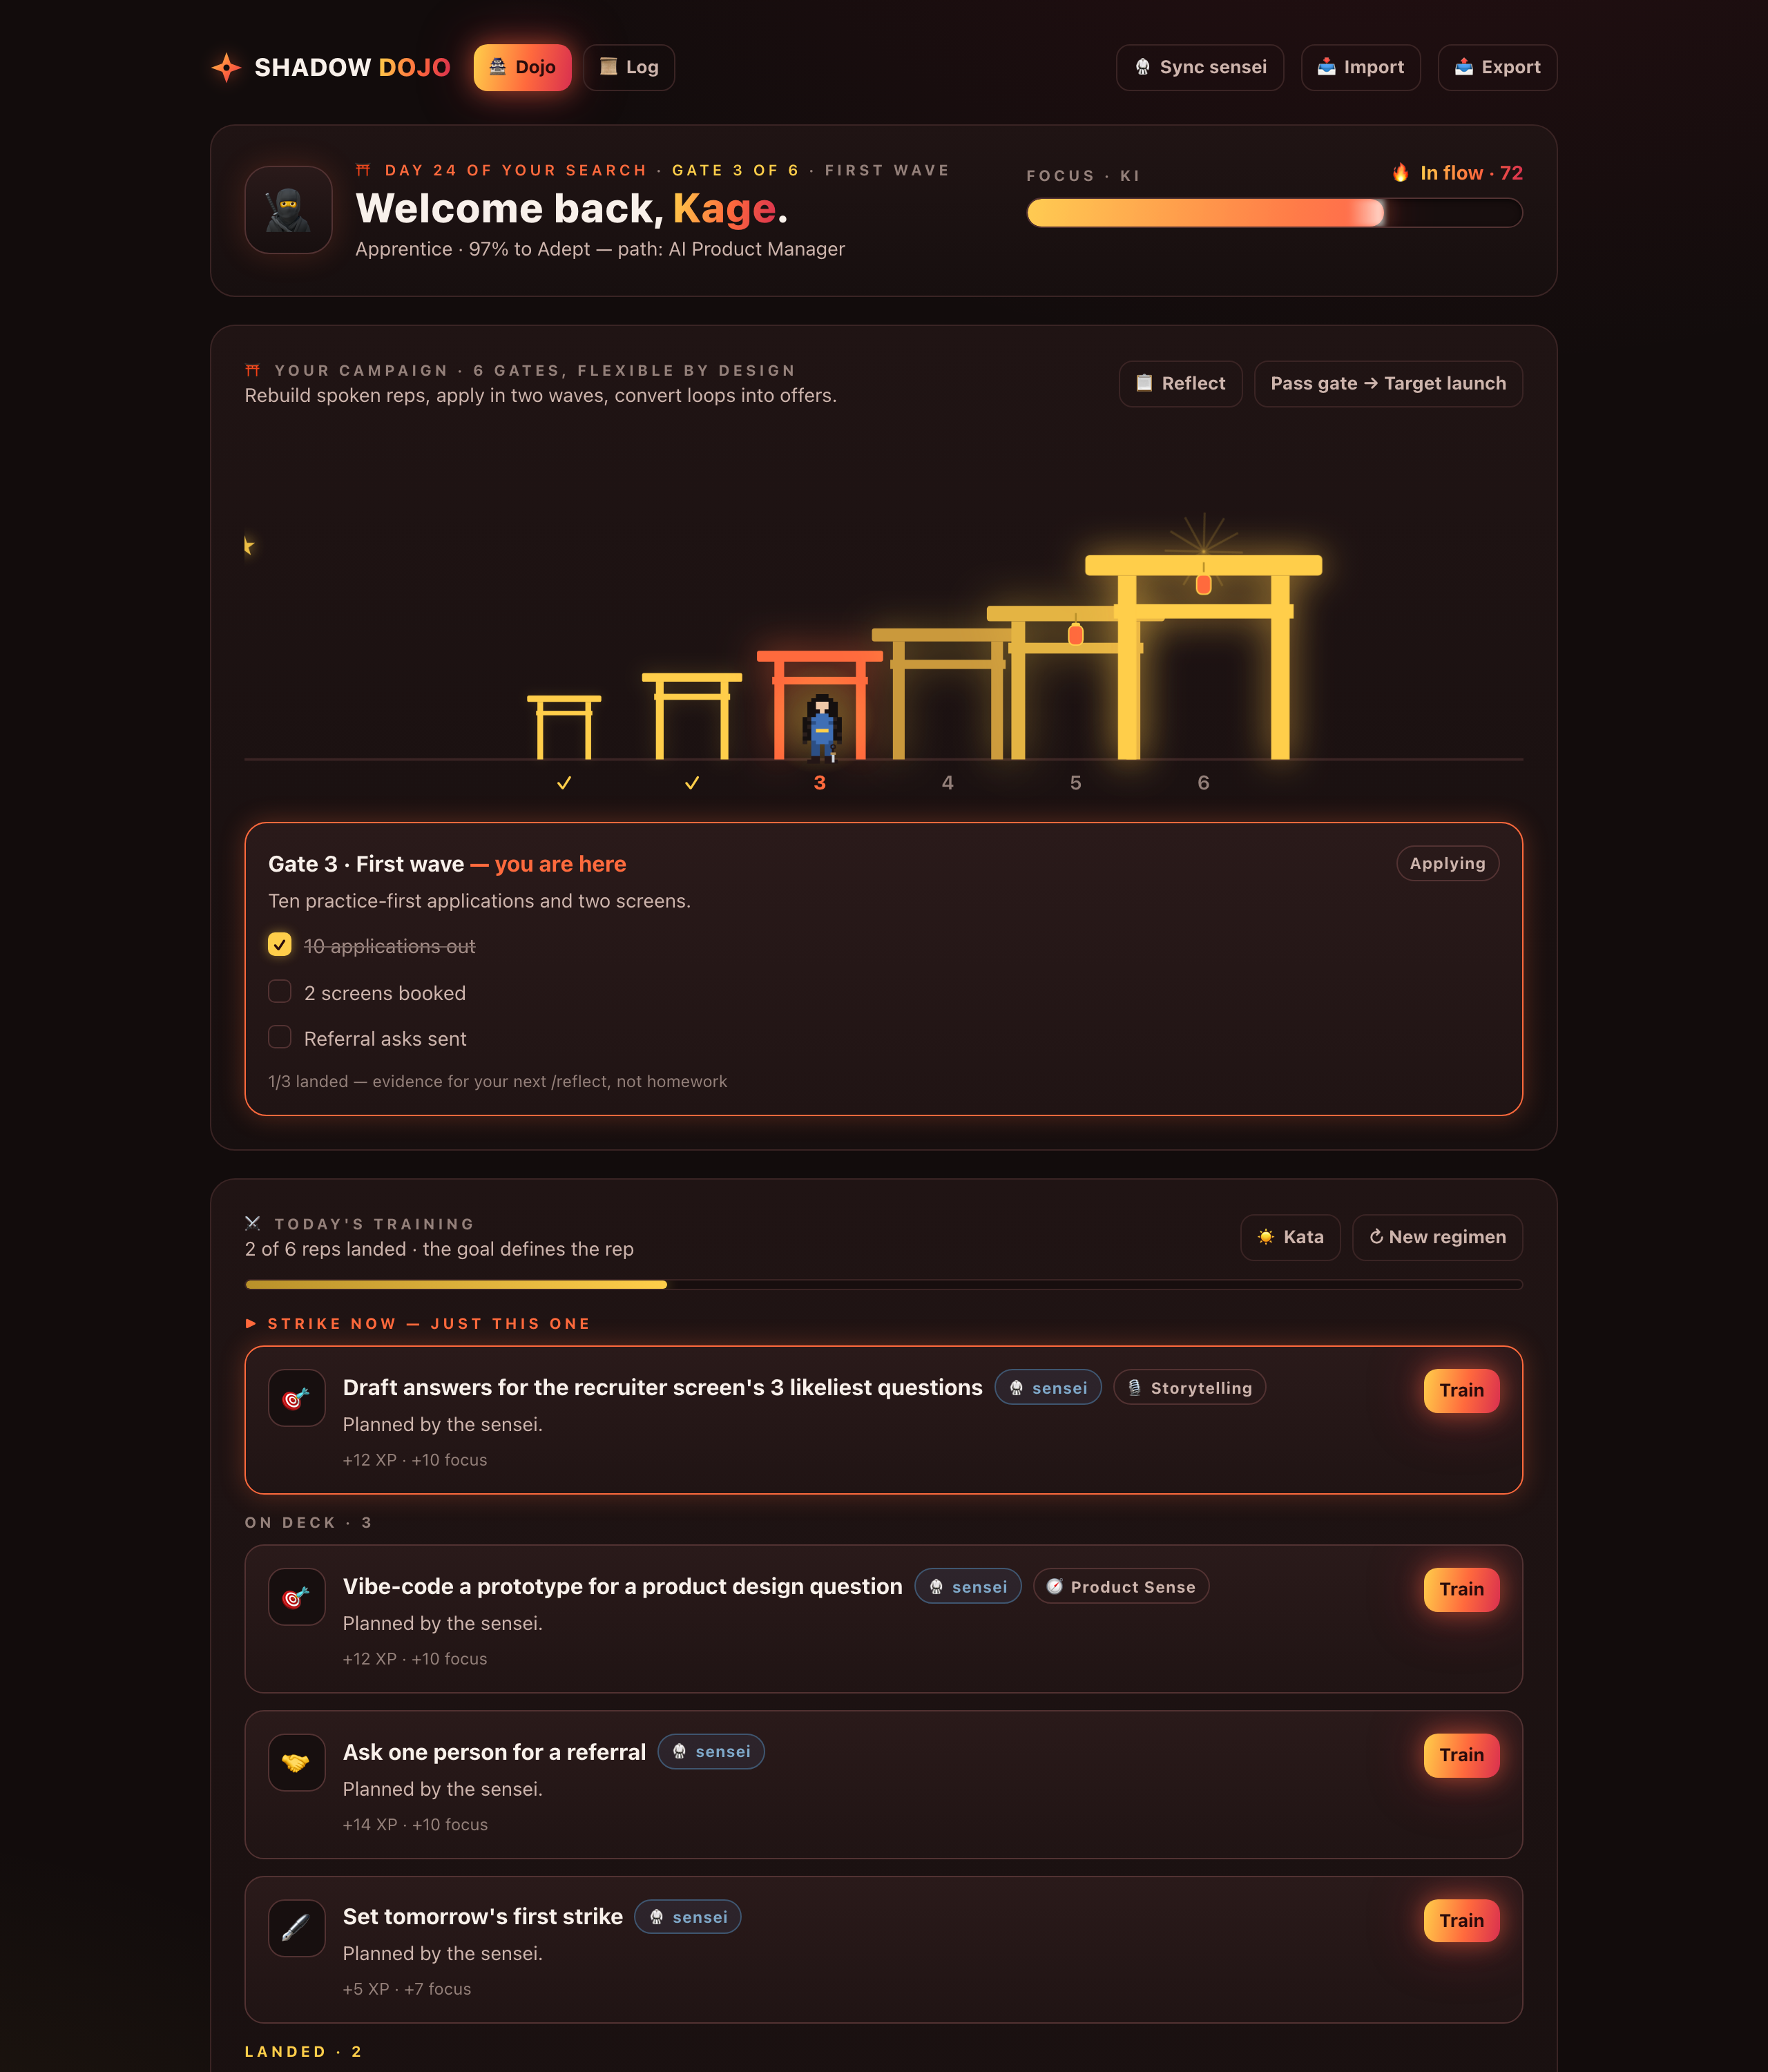 SHADOW DOJO
Dojo
Log
Sync sensei
Import
Export
DAY 24 OF YOUR SEARCH · GATE 3 OF 6 · FIRST WAVE
Welcome back, Kage.
Apprentice · 97% to Adept — path: AI Product Manager
FOCUS · KI
In flow · 72
YOUR CAMPAIGN · 6 GATES, FLEXIBLE BY DESIGN
Rebuild spoken reps, apply in two waves, convert loops into offers.
Reflect
Pass gate → Target launch
✓ ✓ 3 4 5 6
Gate 3 · First wave — you are here
Applying
Ten practice-first applications and two screens.
10 applications out
2 screens booked
Referral asks sent
1/3 landed — evidence for your next /reflect, not homework
TODAY'S TRAINING
2 of 6 reps landed · the goal defines the rep
Kata
↻ New regimen
▶ STRIKE NOW — JUST THIS ONE
Draft answers for the recruiter screen's 3 likeliest questions
sensei
Storytelling
Train
Planned by the sensei.
+12 XP · +10 focus
ON DECK · 3
Vibe-code a prototype for a product design question
sensei
Product Sense
Train
Planned by the sensei.
+12 XP · +10 focus
Ask one person for a referral
sensei
Train
Planned by the sensei.
+14 XP · +10 focus
Set tomorrow's first strike
sensei
Train
Planned by the sensei.
+5 XP · +7 focus
LANDED · 2